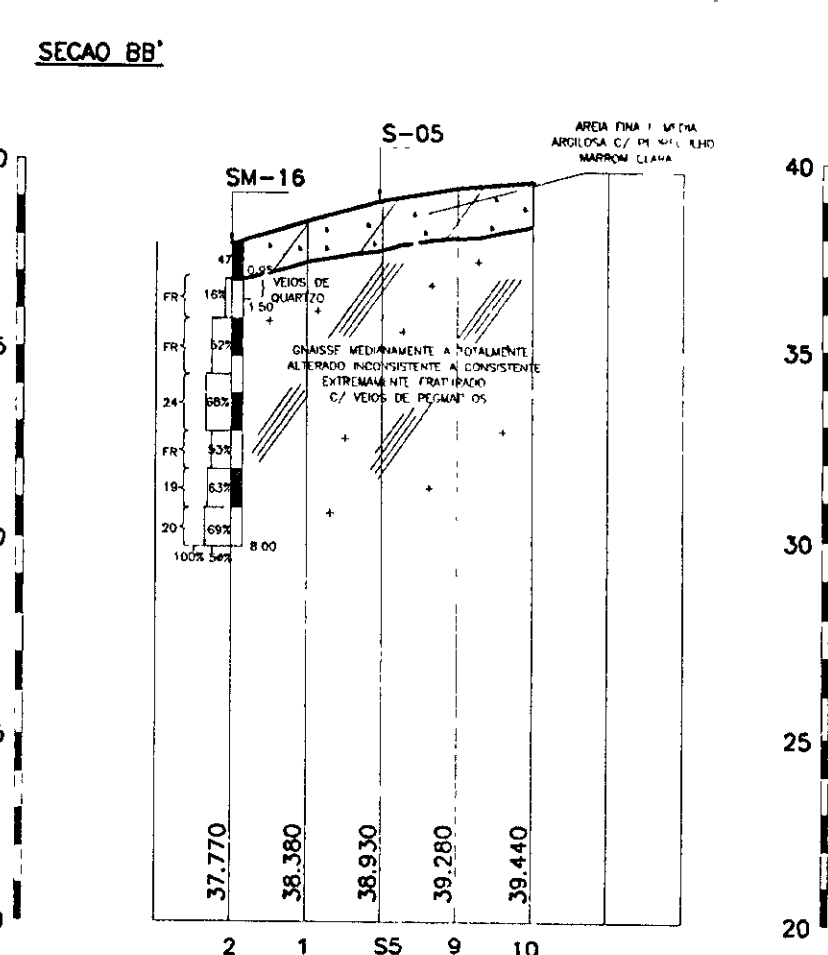 SECAO BB'
S-05
AREIA FINA MEDIA
ARGILOSA C/
MARROM CLARA
SM-16
40
47
0.95
VEIOS DE
QUARTZO
FR
16%
1.50
FR
52%
35
GNAISSE MEDIANAMENTE A TOTALMENTE
ALTERADO INCONSISTENTE A CONSISTENTE
EXTREMAMENTE
C/ VEIOS DE
24
68%
FR
53%
19
63%
20
69%
8.00
100%
30
25
37.770
38.380
38.930
39.280
39.440
20
2 1 S5 9 10